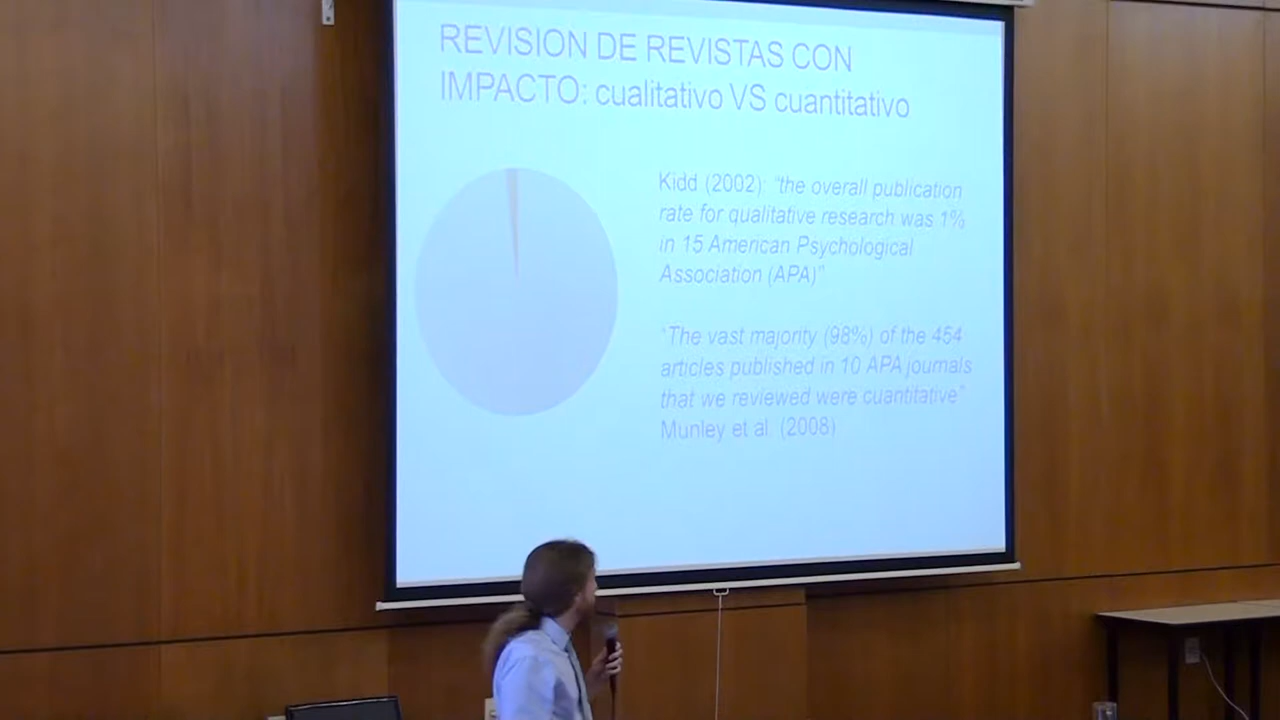 REVISION DE REVISTAS CON
IMPACTO: cualitativo VS cuantitativo
Kidd (2002): “the overall publication
rate for qualitative research was 1%
in 15 American Psychological
Association (APA)”
“The vast majority (98%) of the 454
articles published in 10 APA journals
that we reviewed were cuantitative”
Munley et al. (2008)